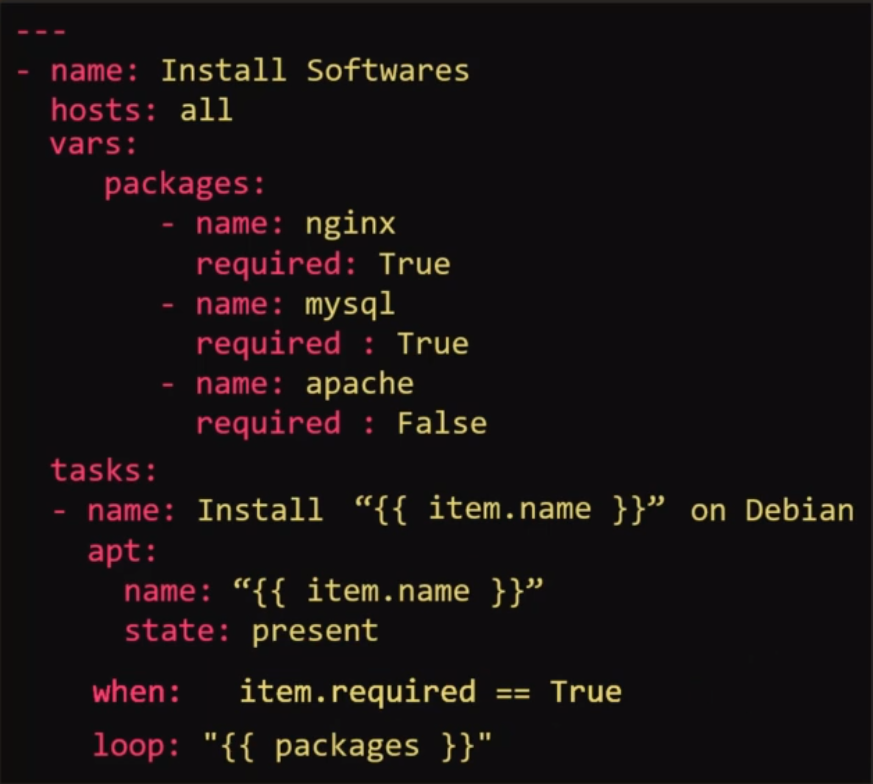 ---
- name: Install Softwares
  hosts: all
  vars:
     packages:
        - name: nginx
          required: True
        - name: mysql
          required : True
        - name: apache
          required : False
  tasks:
  - name: Install “{{ item.name }}” on Debian
    apt:
      name: “{{ item.name }}”
      state: present
    when:   item.required == True
    loop: "{{ packages }}"